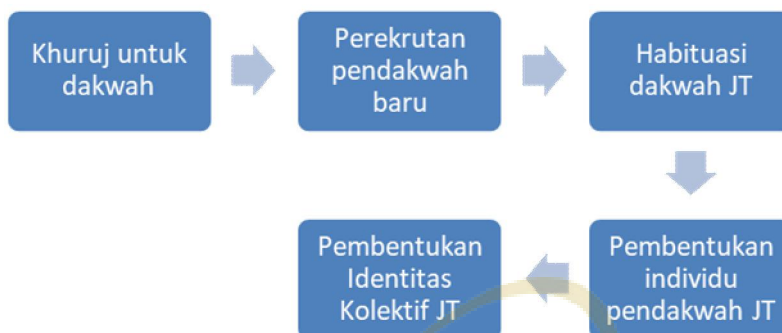 Khuruj untuk
dakwah
Perekrutan
pendakwah
baru
Habituasi
dakwah JT
Pembentukan
individu
pendakwah JT
Pembentukan
Identitas
Kolektif JT